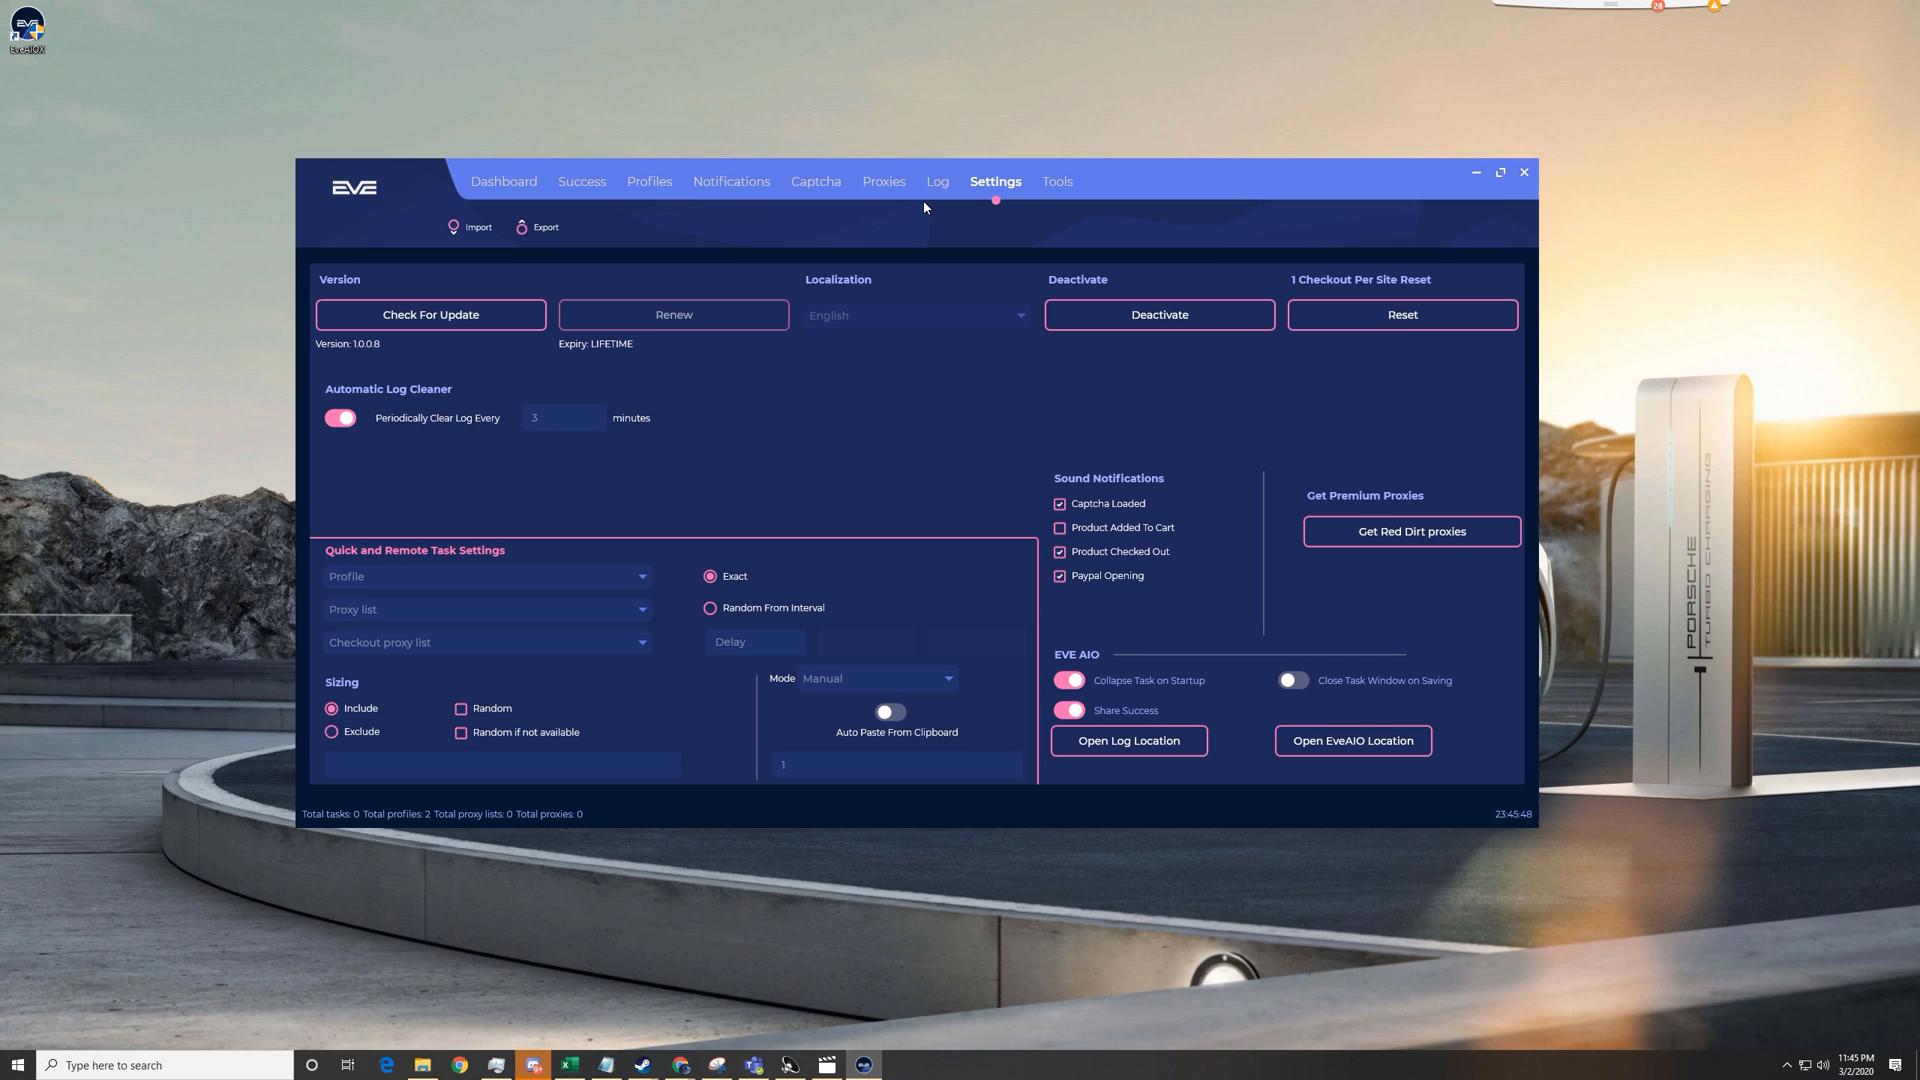 EveAIOX
28
EVE
Dashboard Success Profiles Notifications Captcha Proxies Log Settings Tools
Import Export
Version Localization Deactivate 1 Checkout Per Site Reset
Check For Update Renew English Deactivate Reset
Version: 1.0.0.8 Expiry: LIFETIME
Automatic Log Cleaner
Periodically Clear Log Every 3 minutes
Sound Notifications
Captcha Loaded
Product Added To Cart
Product Checked Out
Paypal Opening
Get Premium Proxies
Get Red Dirt proxies
Quick and Remote Task Settings
Profile
Proxy list
Checkout proxy list
Exact
Random From Interval
Delay
Sizing
Include Random
Exclude Random if not available
Mode Manual
Auto Paste From Clipboard
1
EVE AIO
Collapse Task on Startup Close Task Window on Saving
Share Success
Open Log Location Open EveAIO Location
Total tasks: 0 Total profiles: 2 Total proxy lists: 0 Total proxies: 0
23:45:48
PORSCHE
TURBO CHARGING
Type here to search
9+
11:45 PM
3/2/2020